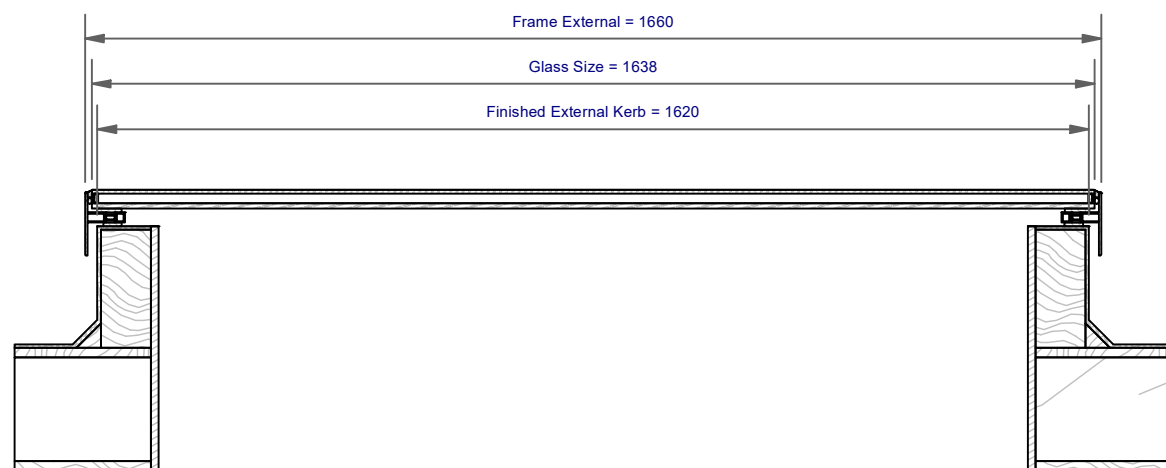 Frame External = 1660
Glass Size = 1638
Finished External Kerb = 1620